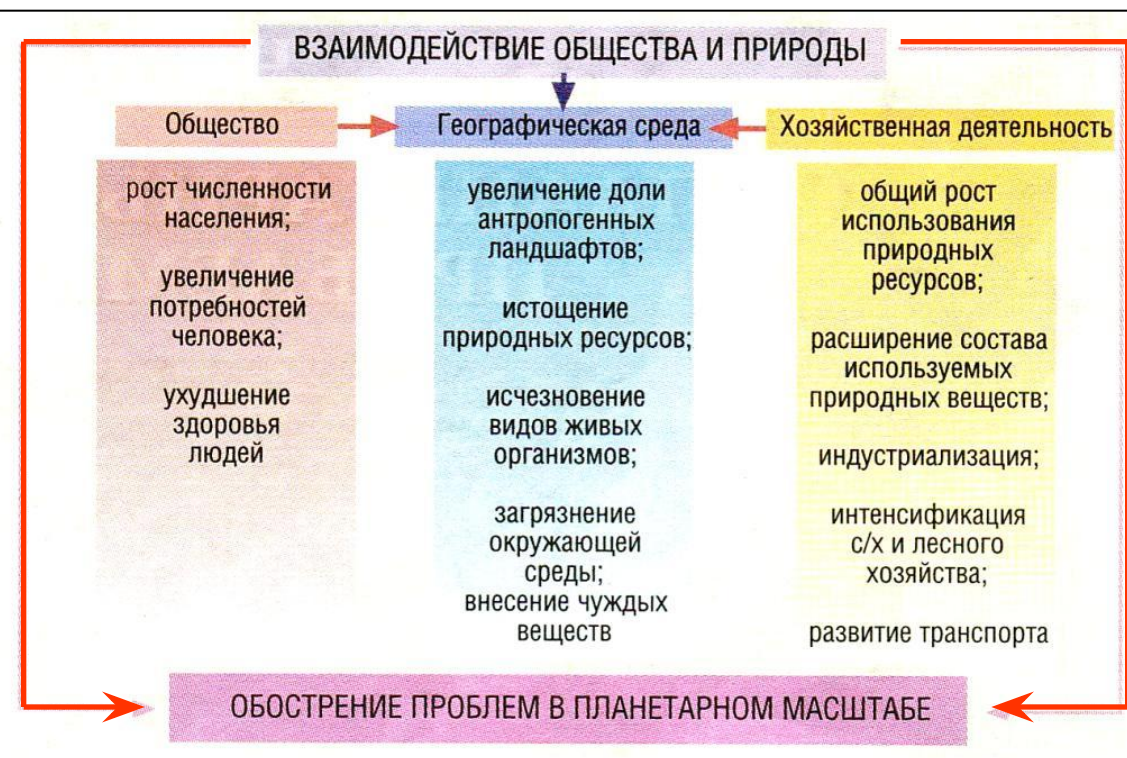 ВЗАИМОДЕЙСТВИЕ ОБЩЕСТВА И ПРИРОДЫ
Общество
рост численности
населения;
увеличение
потребностей
человека;
ухудшение
здоровья
людей
Географическая среда
увеличение доли
антропогенных
ландшафтов;
истощение
природных ресурсов;
исчезновение
видов живых
организмов;
загрязнение
окружающей
среды;
внесение чуждых
веществ
Хозяйственная деятельность
общий рост
использования
природных
ресурсов;
расширение состава
используемых
природных веществ;
индустриализация;
интенсификация
с/х и лесного
хозяйства;
развитие транспорта
ОБОСТРЕНИЕ ПРОБЛЕМ В ПЛАНЕТАРНОМ МАСШТАБЕ